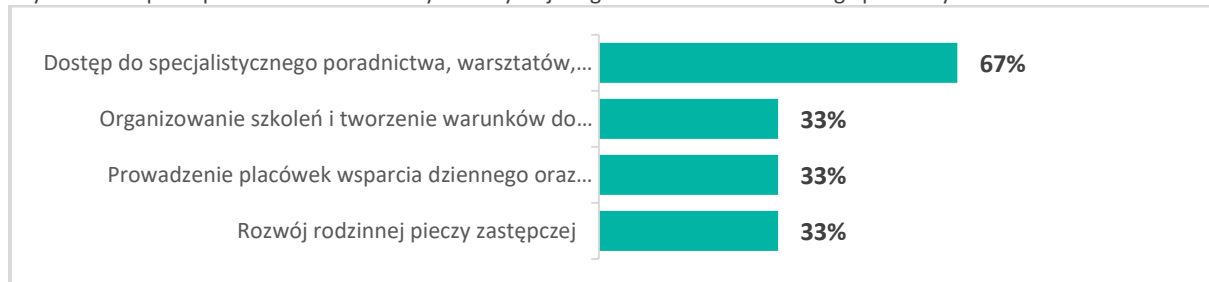 Dostęp do specjalistycznego poradnictwa, warsztatów,... 67%
Organizowanie szkoleń i tworzenie warunków do... 33%
Prowadzenie placówek wsparcia dziennego oraz... 33%
Rozwój rodzinnej pieczy zastępczej 33%